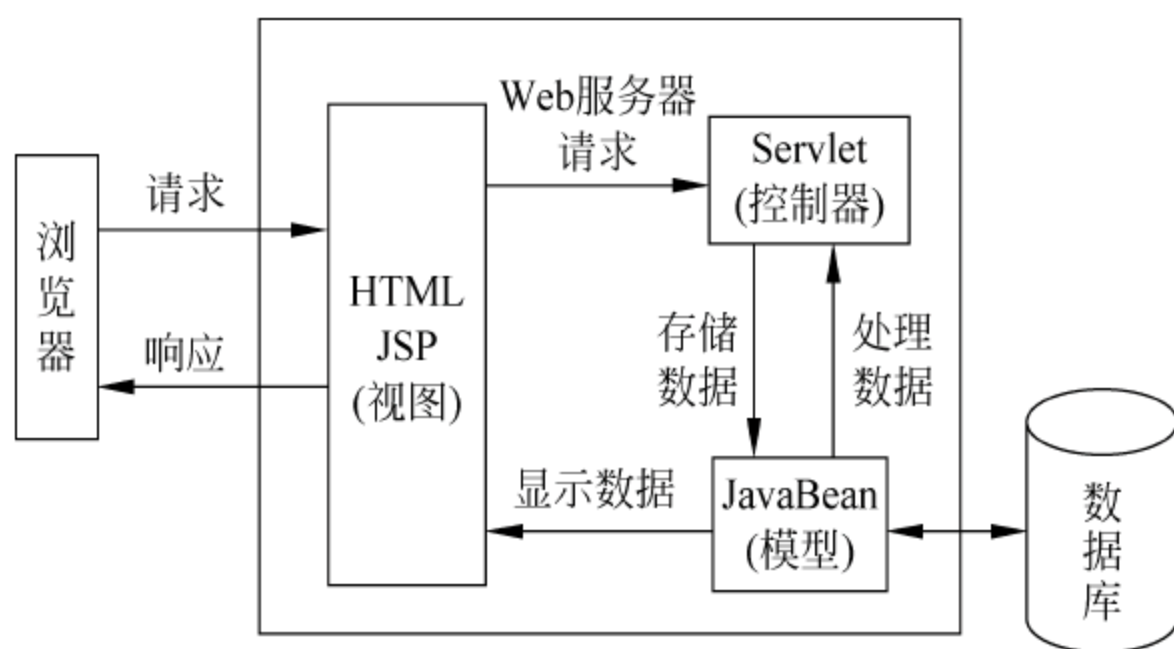 浏览器
请求
响应
HTML
JSP
(视图)
Web服务器
请求
Servlet
(控制器)
存储
数据
处理
数据
显示数据
JavaBean
(模型)
数据库